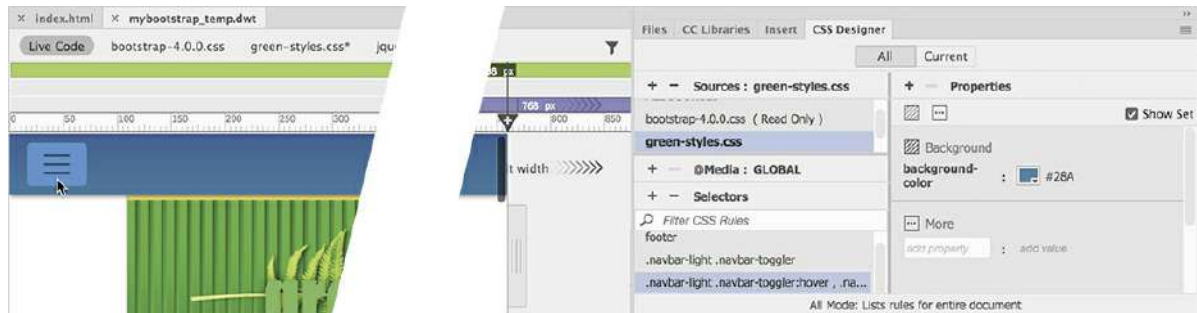 × index.html × mybootstrap_temp.dwt
Live Code bootstrap-4.0.0.css green-styles.css* jqu
8 px
768 px
0 50 100 150 200 250 300 800 850
t width
Files CC Libraries Insert CSS Designer
All Current
+ − Sources : green-styles.css
bootstrap-4.0.0.css ( Read Only )
green-styles.css
+ − @Media : GLOBAL
+ − Selectors
Filter CSS Rules
footer
.navbar-light .navbar-toggler
.navbar-light .navbar-toggler:hover , .na...
+ − Properties
Show Set
Background
background-
color : #28A
More
add property : add value
All Mode: Lists rules for entire document